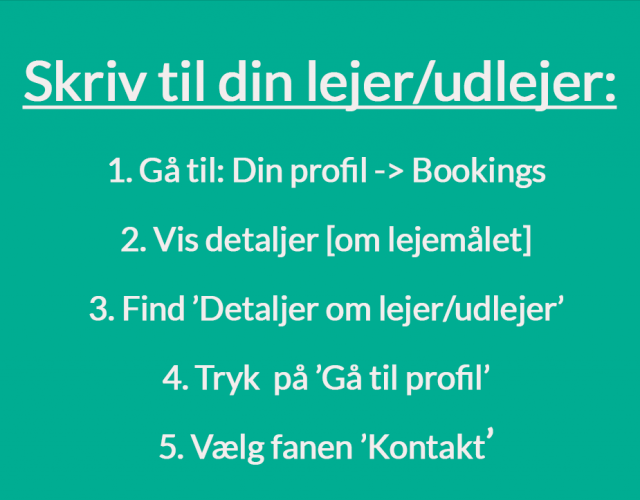 Skriv til din lejer/udlejer:
1. Gå til: Din profil -> Bookings
2. Vis detaljer [om lejemålet]
3. Find ’Detaljer om lejer/udlejer’
4. Tryk  på ’Gå til profil’
5. Vælg fanen ’Kontakt’